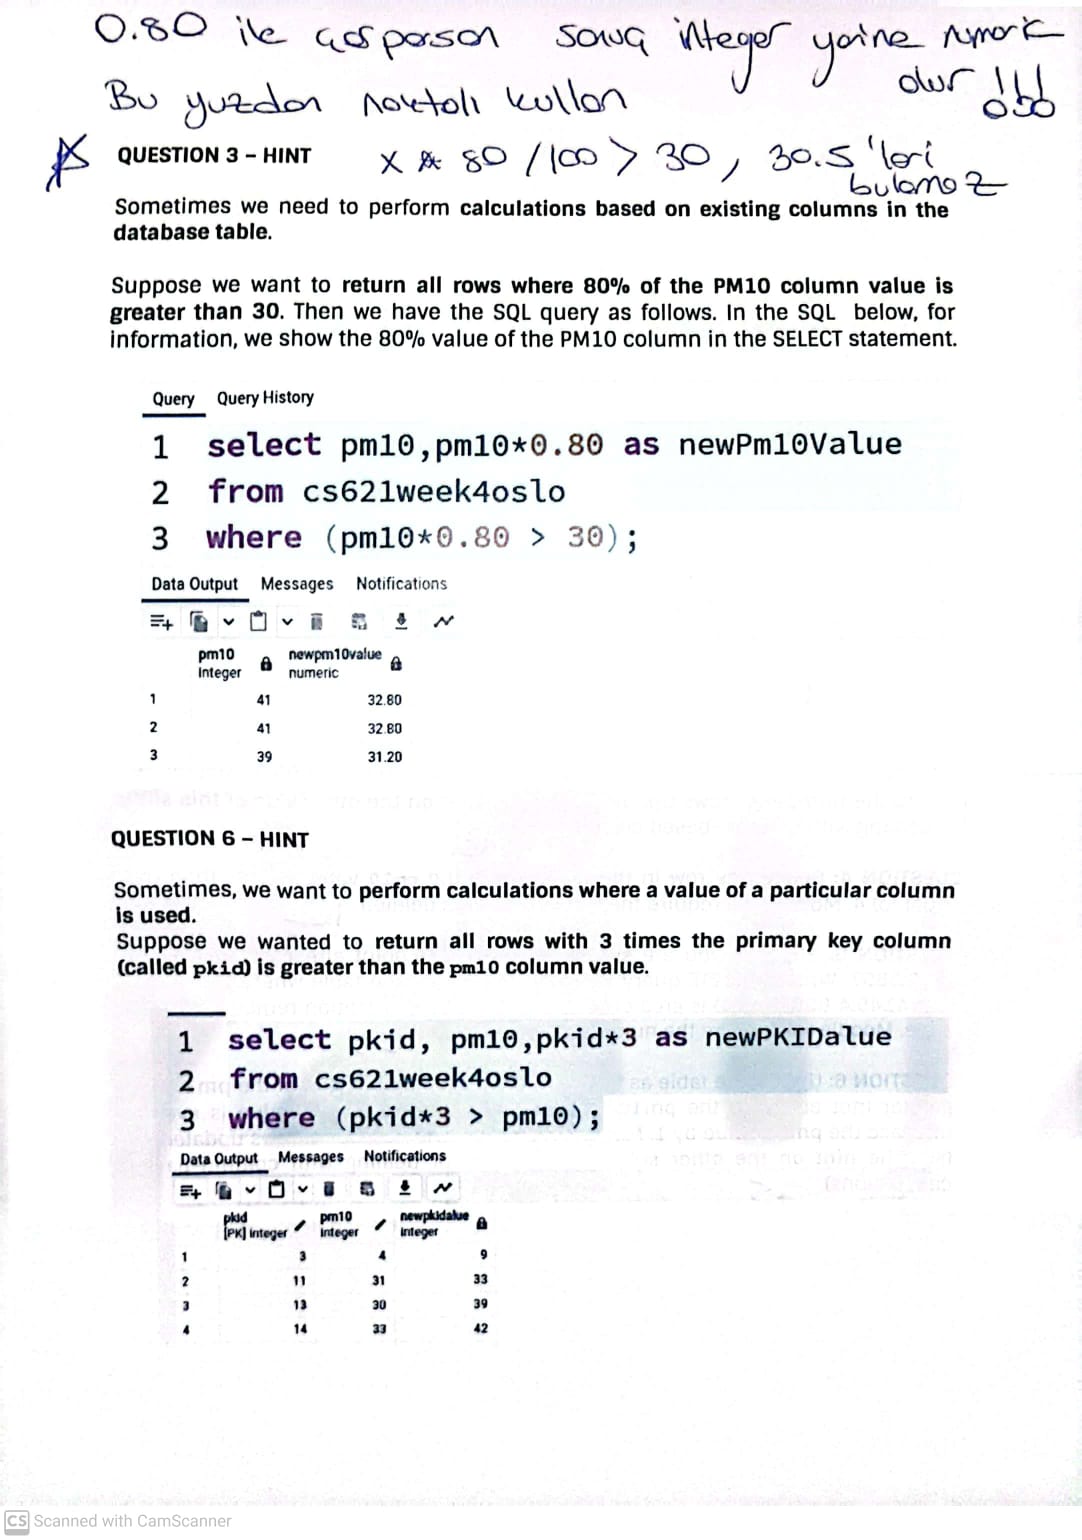 0.80 ile çarparsan sonuç integer yerine numeric
olur !!!
Bu yuzden noktalı kullan
QUESTION 3 – HINT
X * 80 / 100 > 30 , 30.5 'leri
bulamaz
Sometimes we need to perform calculations based on existing columns in the
database table.
Suppose we want to return all rows where 80% of the PM10 column value is
greater than 30. Then we have the SQL query as follows. In the SQL below, for
information, we show the 80% value of the PM10 column in the SELECT statement.
Query Query History
1 select pm10,pm10*0.80 as newPm10Value
2 from cs621week4oslo
3 where (pm10*0.80 > 30);
Data Output Messages Notifications
pm10 newpm10value
integer numeric
1 41 32.80
2 41 32.80
3 39 31.20
QUESTION 6 – HINT
Sometimes, we want to perform calculations where a value of a particular column
is used.
Suppose we wanted to return all rows with 3 times the primary key column
(called pkid) is greater than the pm10 column value.
1 select pkid, pm10,pkid*3 as newPKIDalue
2 from cs621week4oslo
3 where (pkid*3 > pm10);
Data Output Messages Notifications
pkid pm10 newpkidalue
[PK] integer integer integer
1 3 4 9
2 11 31 33
3 13 30 39
4 14 33 42
CS Scanned with CamScanner